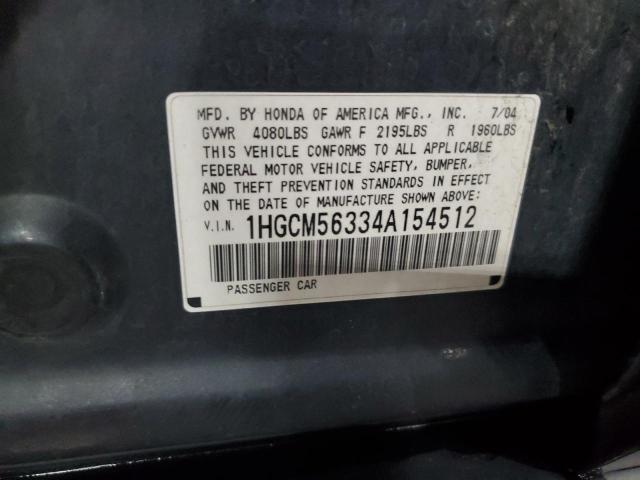 MFD. BY HONDA OF AMERICA MFG., INC. 7/04
GVWR 4080LBS GAWR F 2195LBS R 1960LBS
THIS VEHICLE CONFORMS TO ALL APPLICABLE
FEDERAL MOTOR VEHICLE SAFETY, BUMPER,
AND THEFT PREVENTION STANDARDS IN EFFECT
ON THE DATE OF MANUFACTURE SHOWN ABOVE:
V.I.N. 1HGCM56334A154512
PASSENGER CAR